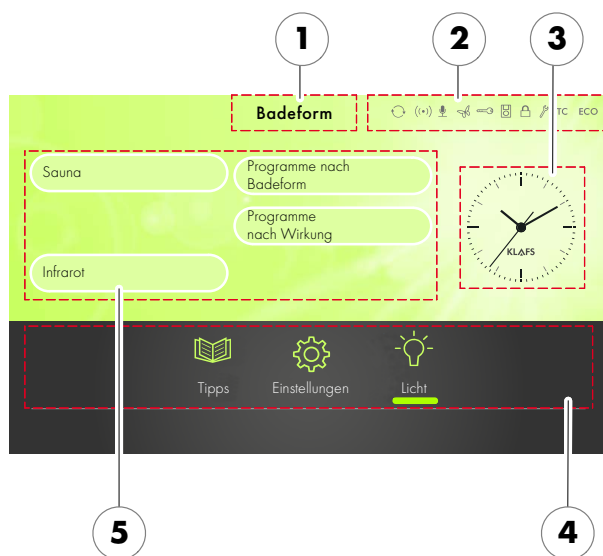 1
2
3
Badeform
TC ECO
Sauna
Programme nach
Badeform
Programme
nach Wirkung
Infrarot
KLAFS
Tipps
Einstellungen
Licht
5
4